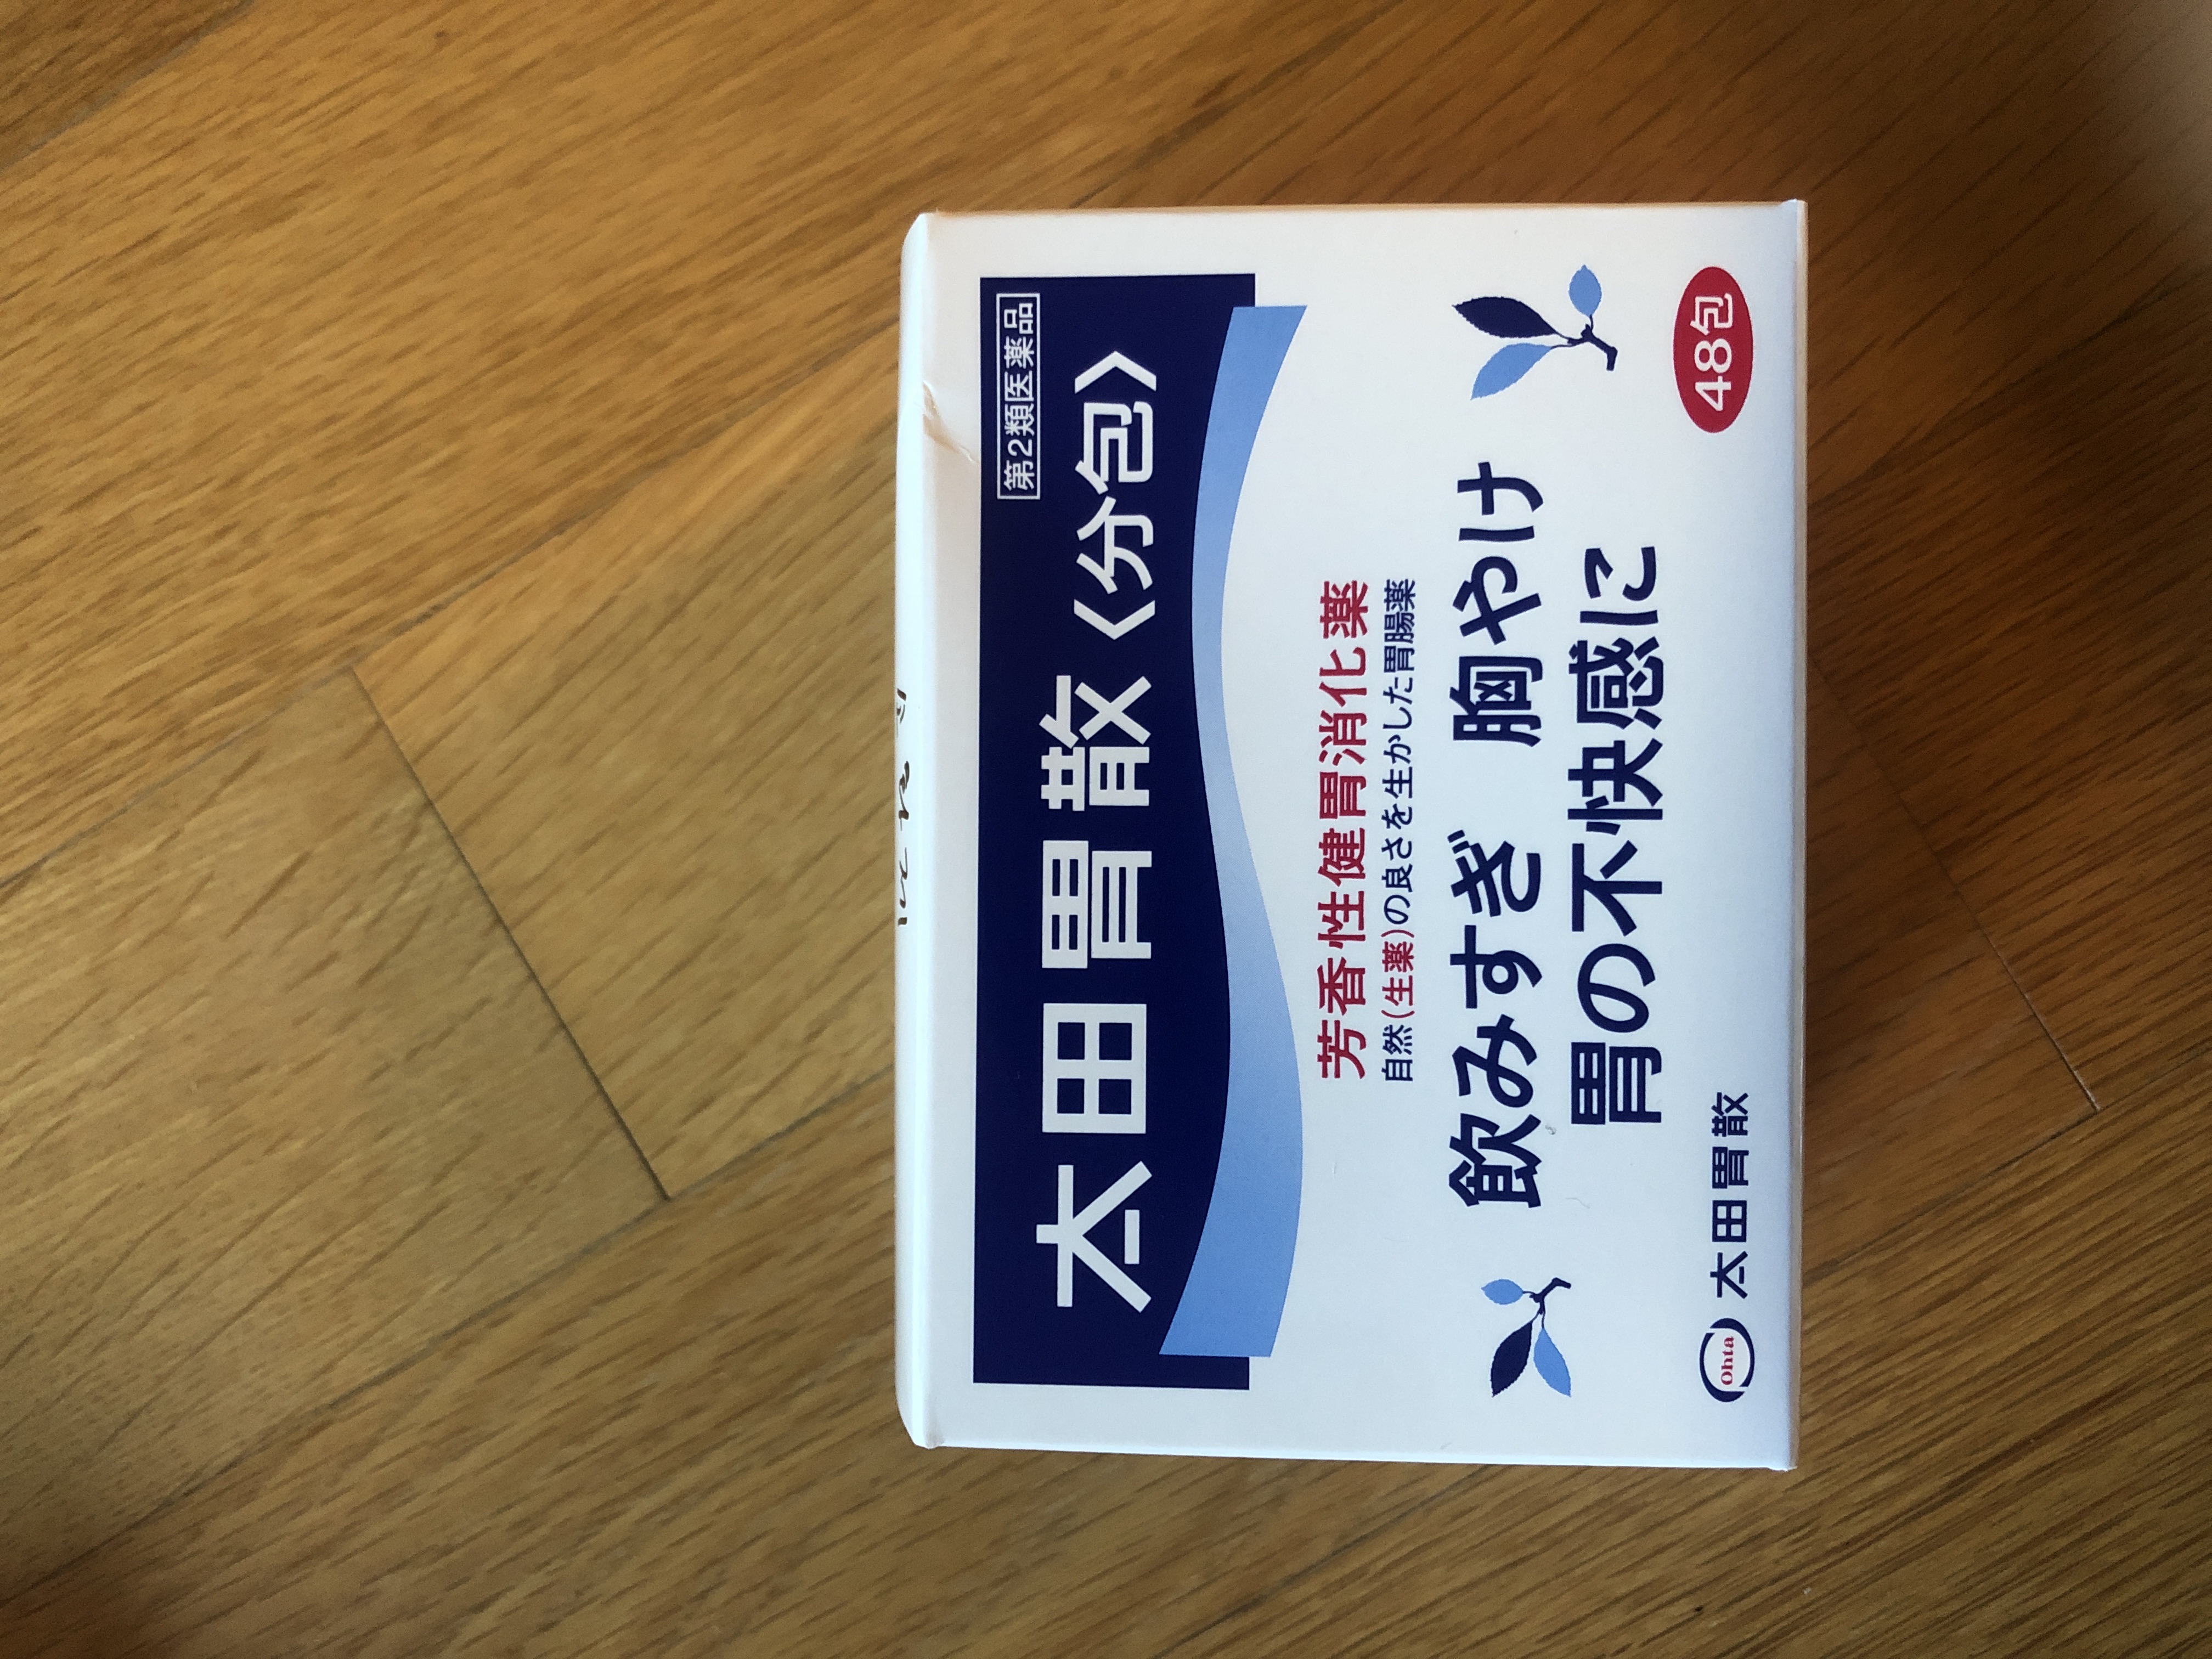 第2類医薬品
太田胃散〈分包〉
芳香性健胃消化薬
自然(生薬)の良さを生かした胃腸薬
飲みすぎ 胸やけ
胃の不快感に
Ohta 太田胃散
48包